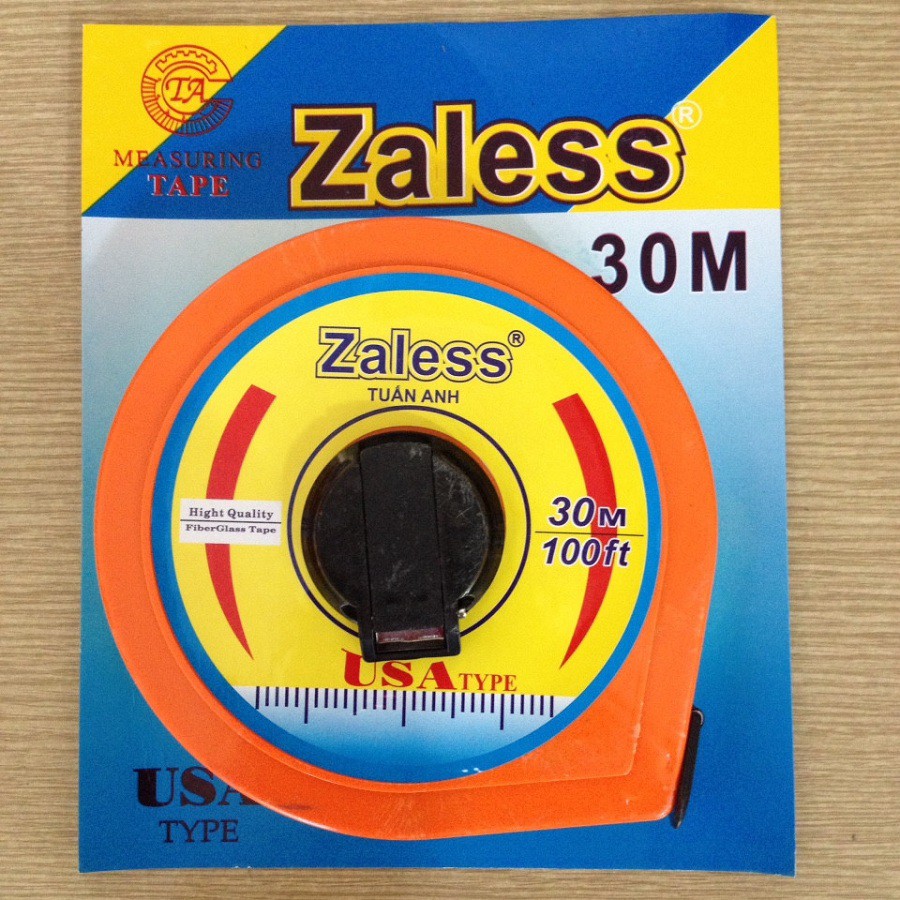 TA
MEASURING
TAPE
Zaless®
30M
Zaless®
TUẤN ANH
Hight Quality
FiberGlass Tape
30M
100ft
USA TYPE
USA
TYPE